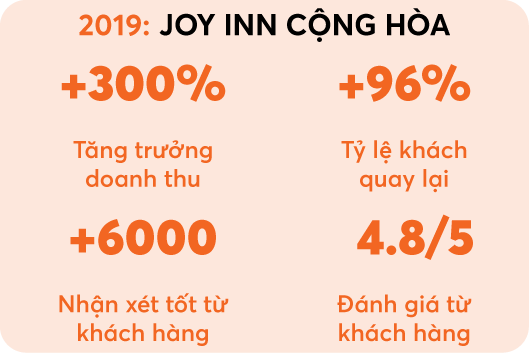 2019: JOY INN CỘNG HÒA
+300%
Tăng trưởng
doanh thu
+96%
Tỷ lệ khách
quay lại
+6000
Nhận xét tốt từ
khách hàng
4.8/5
Đánh giá từ
khách hàng